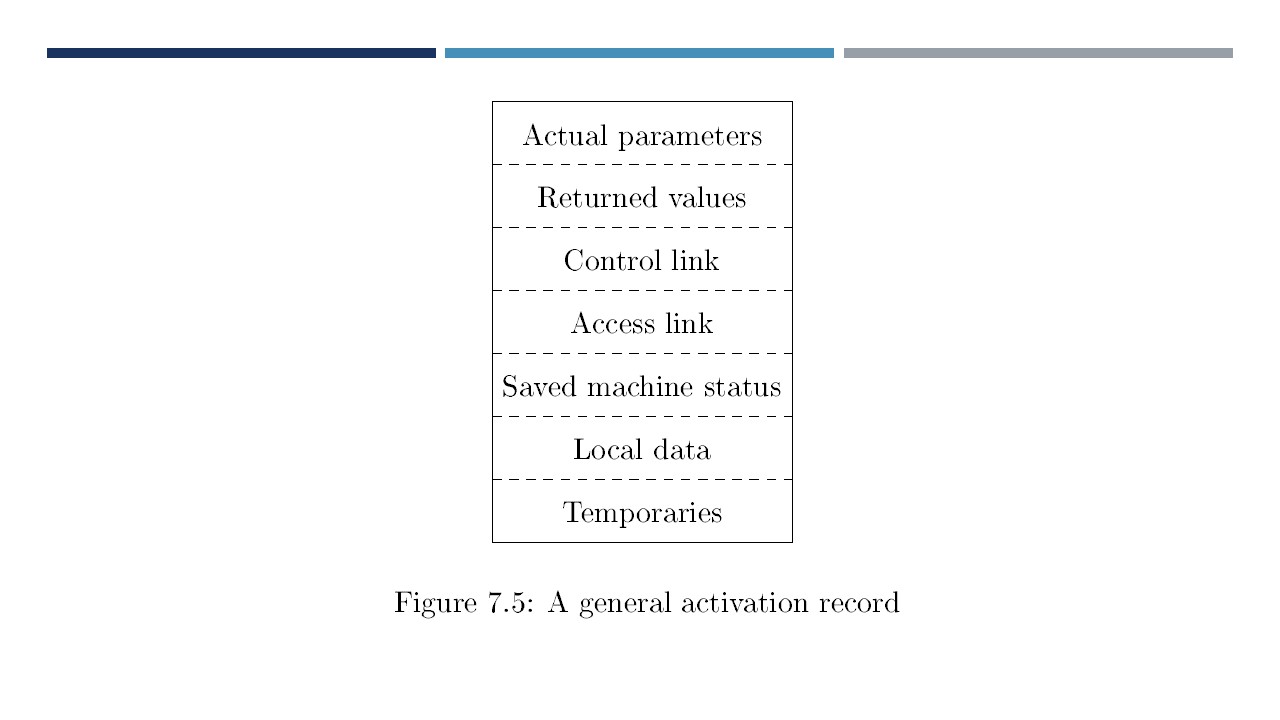 Actual parameters
Returned values
Control link
Access link
Saved machine status
Local data
Temporaries
Figure 7.5: A general activation record